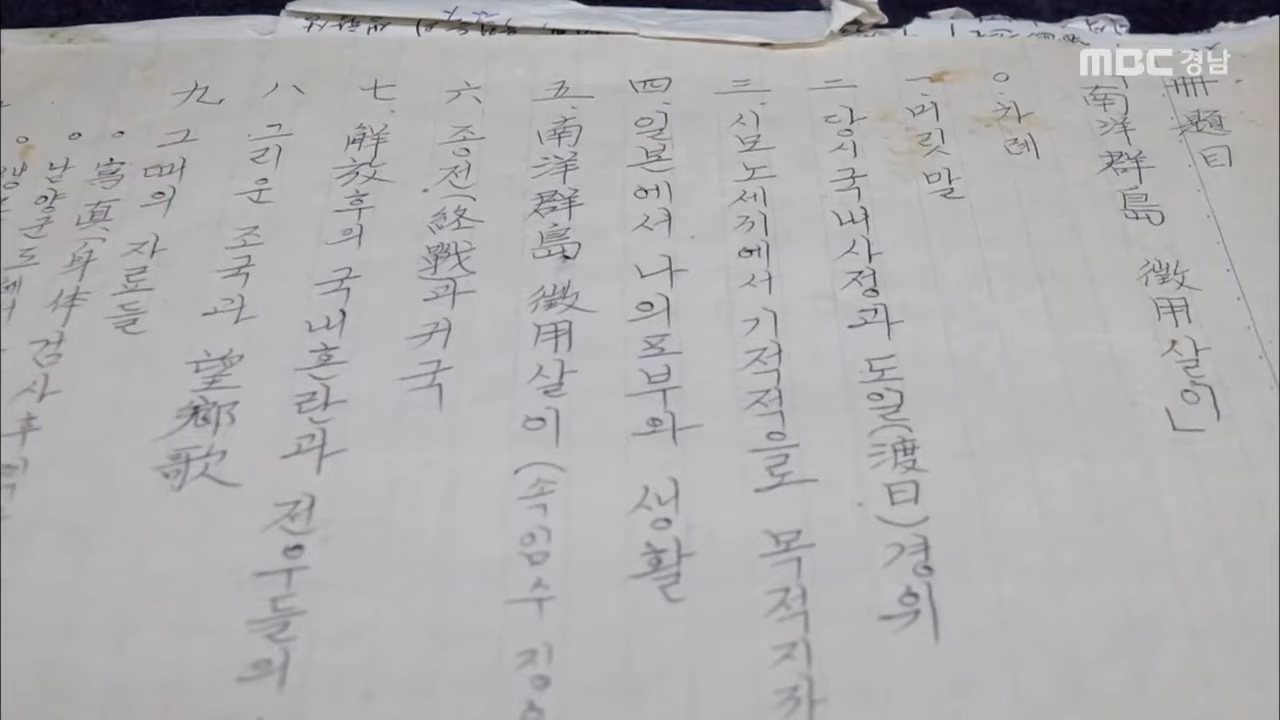 MBC 경남
冊題曰
「南洋群島 徵用살이」
○차례
一. 머릿말
二 당시국내사정과 도일(渡日)경위
三. 시모노세끼에서 기적적으로 목적지까
四. 일본에서 나의포부와 생활
五. 南洋群島 徵用살이(속임수 징
六. 종전(終戰)과 귀국
七. 解放후의 국내혼란과 전우들의
八 그리운 조국과 望鄕歌
九 그때의 자료들
○寫眞(身体검사후
○남양군도에서